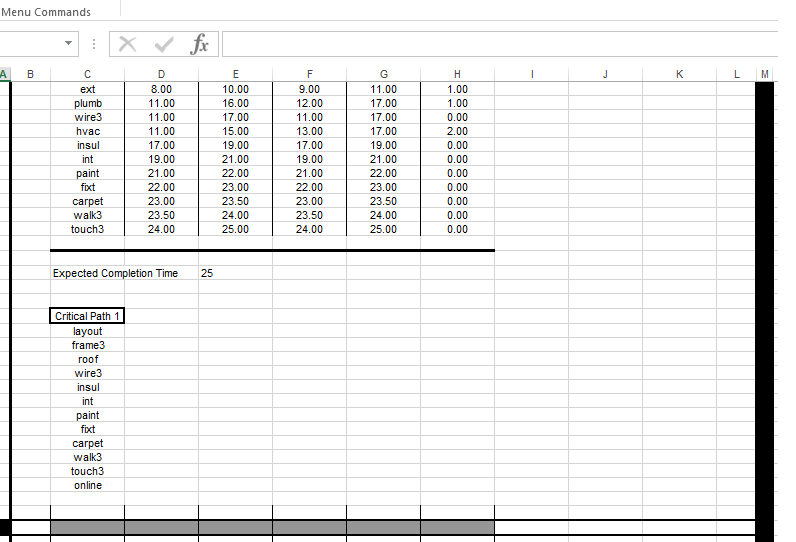 Menu Commands
fx
A B C D E F G H I J K L M
ext 8.00 10.00 9.00 11.00 1.00
plumb 11.00 16.00 12.00 17.00 1.00
wire3 11.00 17.00 11.00 17.00 0.00
hvac 11.00 15.00 13.00 17.00 2.00
insul 17.00 19.00 17.00 19.00 0.00
int 19.00 21.00 19.00 21.00 0.00
paint 21.00 22.00 21.00 22.00 0.00
fixt 22.00 23.00 22.00 23.00 0.00
carpet 23.00 23.50 23.00 23.50 0.00
walk3 23.50 24.00 23.50 24.00 0.00
touch3 24.00 25.00 24.00 25.00 0.00
Expected Completion Time 25
Critical Path 1
layout
frame3
roof
wire3
insul
int
paint
fixt
carpet
walk3
touch3
online